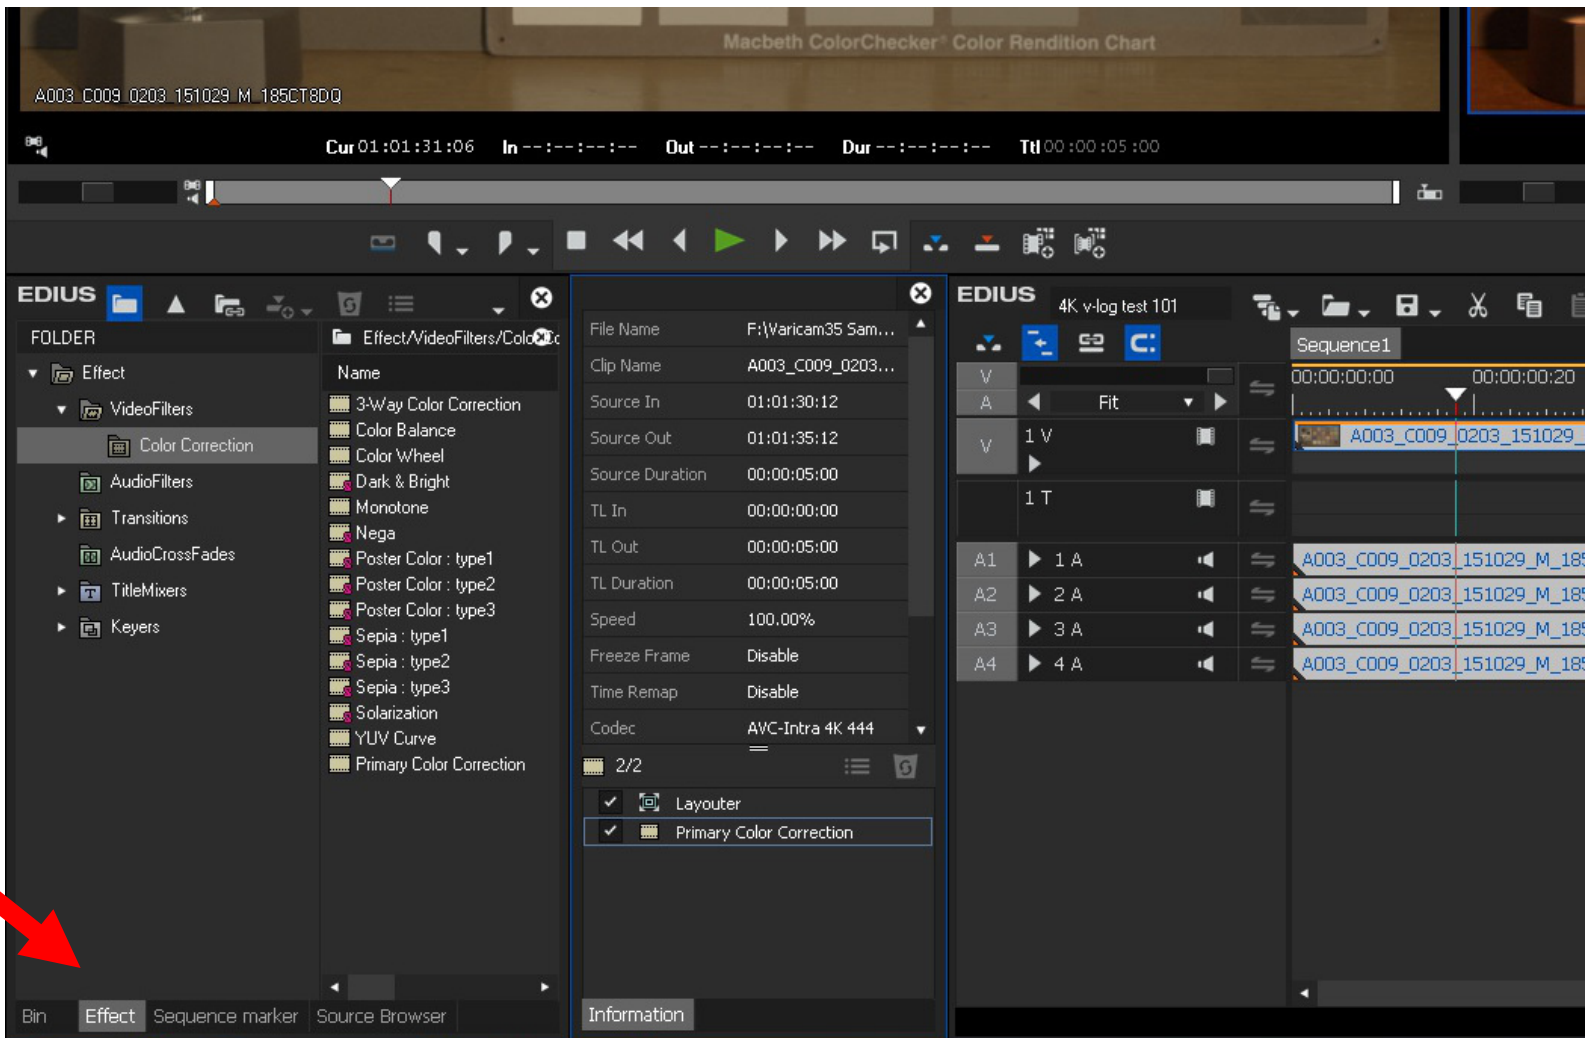 Macbeth ColorChecker® Color Rendition Chart
A003_C009_0203_151029_M_185CT8DQ
Cur 01:01:31:06 In --:--:--:-- Out --:--:--:-- Dur --:--:--:-- Ttl 00:00:05:00
EDIUS
FOLDER
Effect
VideoFilters
Color Correction
AudioFilters
Transitions
AudioCrossFades
TitleMixers
Keyers
Effect/VideoFilters/Colo
Name
3-Way Color Correction
Color Balance
Color Wheel
Dark & Bright
Monotone
Nega
Poster Color : type1
Poster Color : type2
Poster Color : type3
Sepia : type1
Sepia : type2
Sepia : type3
Solarization
YUV Curve
Primary Color Correction
Bin Effect Sequence marker Source Browser
File Name F:\Varicam35 Sam...
Clip Name A003_C009_0203...
Source In 01:01:30:12
Source Out 01:01:35:12
Source Duration 00:00:05:00
TL In 00:00:00:00
TL Out 00:00:05:00
TL Duration 00:00:05:00
Speed 100.00%
Freeze Frame Disable
Time Remap Disable
Codec AVC-Intra 4K 444
2/2
Layouter
Primary Color Correction
Information
EDIUS 4K v-log test 101
Sequence1
V 00:00:00:00 00:00:00:20
A Fit
V 1 V A003_C009_0203_151029_
1 T
A1 1 A A003_C009_0203_151029_M_185
A2 2 A A003_C009_0203_151029_M_185
A3 3 A A003_C009_0203_151029_M_185
A4 4 A A003_C009_0203_151029_M_185